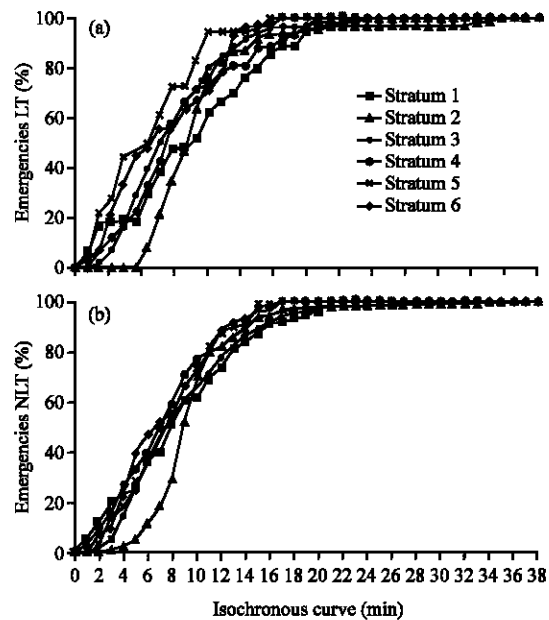 100
(a)
80
60
40
20
0
Emergencies LT (%)
Stratum 1
Stratum 2
Stratum 3
Stratum 4
Stratum 5
Stratum 6
100
(b)
80
60
40
20
0
Emergencies NLT (%)
0 2 4 6 8 10 12 14 16 18 20 22 24 26 28 30 32 34 36 38
Isochronous curve (min)